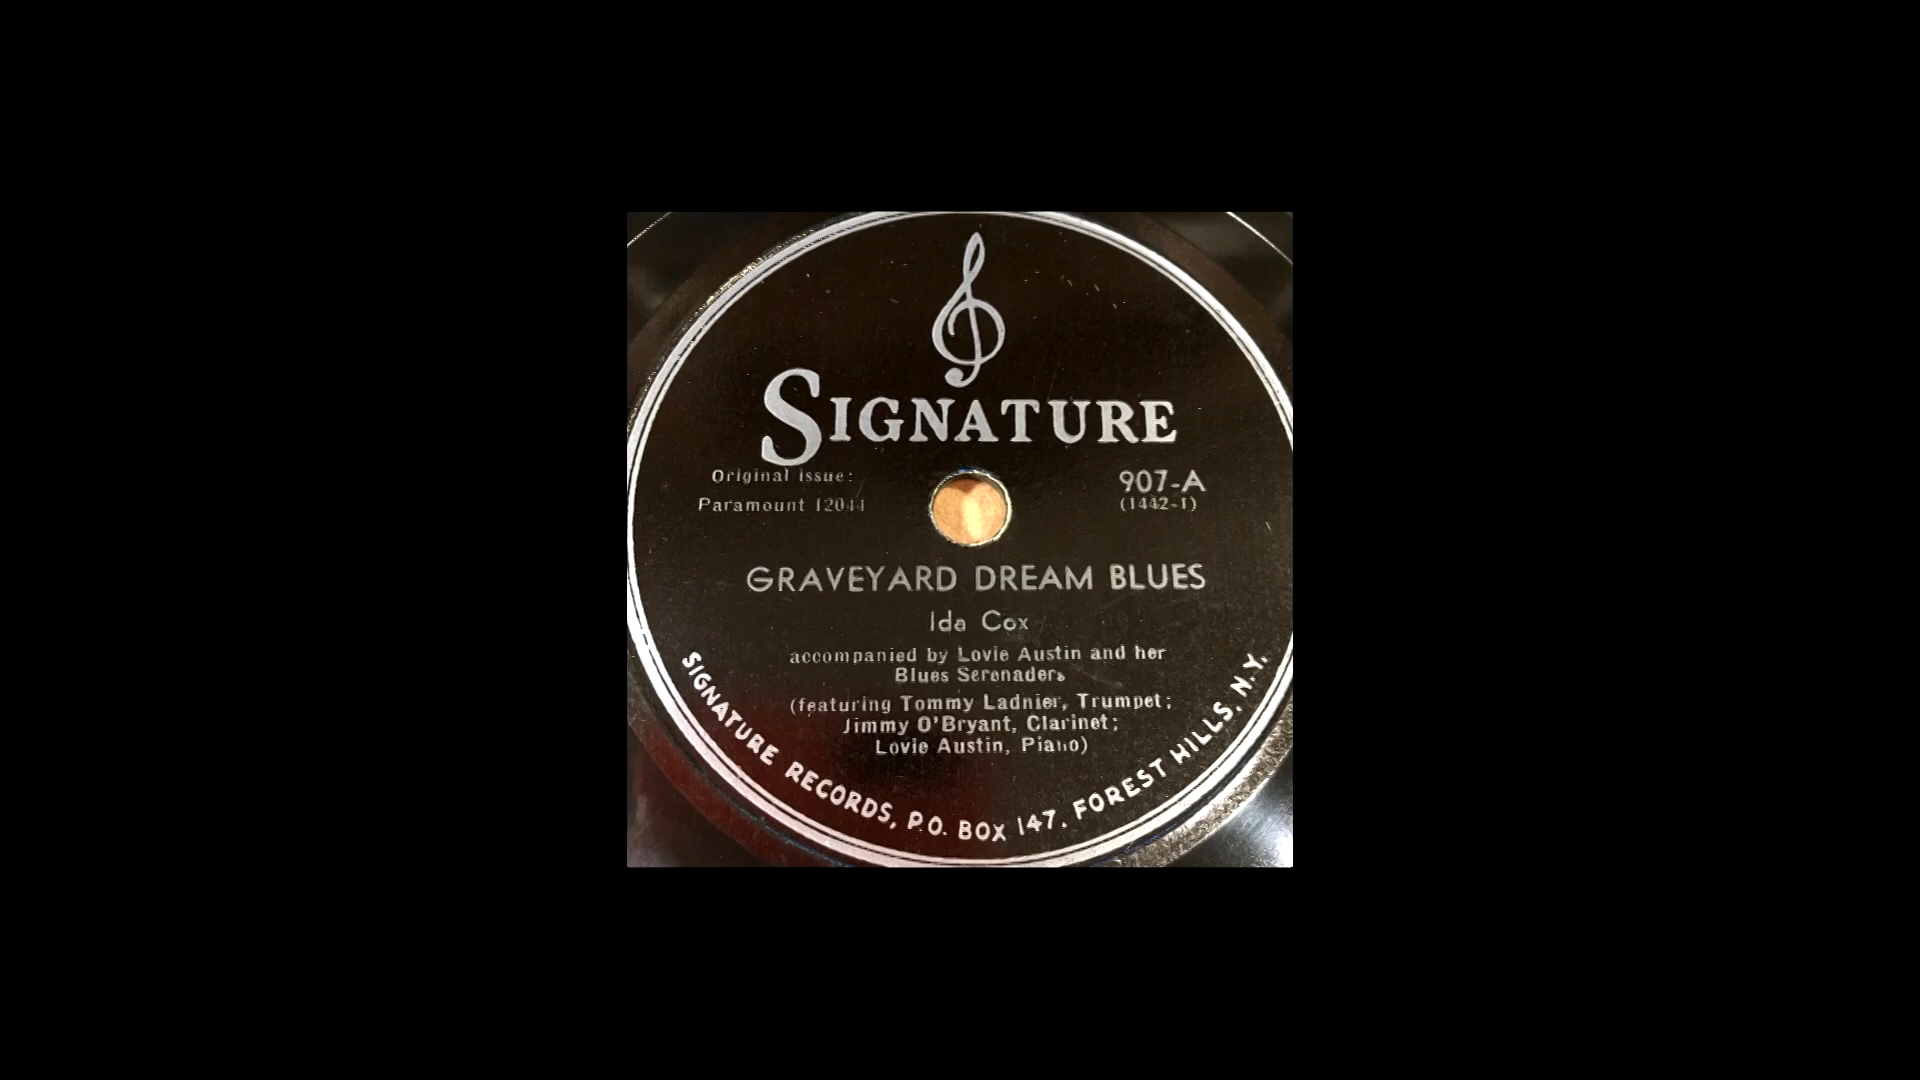 SIGNATURE
Original issue:
Paramount 12044
907-A
(1442-1)
GRAVEYARD DREAM BLUES
Ida Cox
accompanied by Lovie Austin and her
Blues Serenaders
(featuring Tommy Ladnier, Trumpet;
Jimmy O'Bryant, Clarinet;
Lovie Austin, Piano)
SIGNATURE RECORDS, P.O. BOX 147, FOREST HILLS, N.Y.